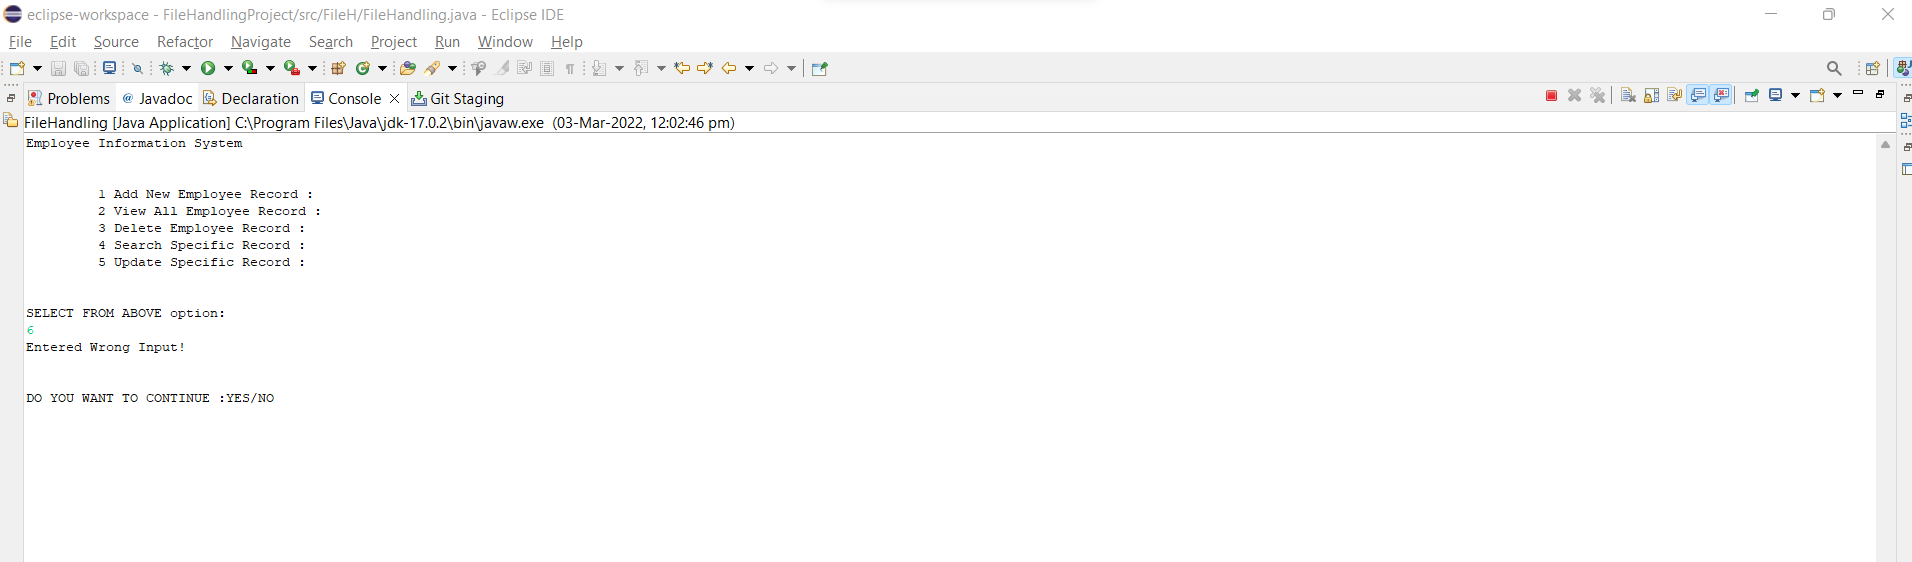 eclipse-workspace - FileHandlingProject/src/FileH/FileHandling.java - Eclipse IDE
File Edit Source Refactor Navigate Search Project Run Window Help
Problems @ Javadoc Declaration Console Git Staging
FileHandling [Java Application] C:\Program Files\Java\jdk-17.0.2\bin\javaw.exe (03-Mar-2022, 12:02:46 pm)
Employee Information System
1 Add New Employee Record :
2 View All Employee Record :
3 Delete Employee Record :
4 Search Specific Record :
5 Update Specific Record :
SELECT FROM ABOVE option:
6
Entered Wrong Input!
DO YOU WANT TO CONTINUE :YES/NO